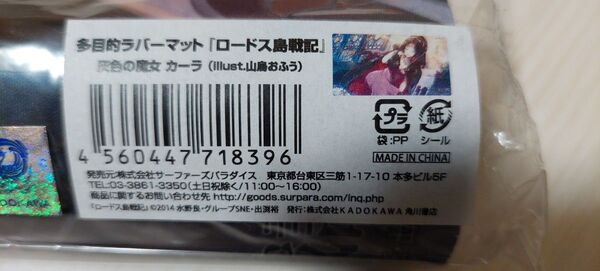 多目的ラバーマット『ロードス島戦記』
灰色の魔女 カーラ (illust.山鳥おふう)
プラ
紙
袋:PP
シール
4 560447 718396
MADE IN CHINA
発売元:株式会社サーファーズパラダイス 東京都台東区三筋1-17-10 本多ビル5F
TEL:03-3861-3350(土日祝除く/11:00~16:00)
商品に関するお問い合わせ先 http://goods.surpara.com/inq.php
『ロードス島戦記』 ©2014 水野良・グループSNE・出渕裕 / 発行:株式会社KADOKAWA 角川書店